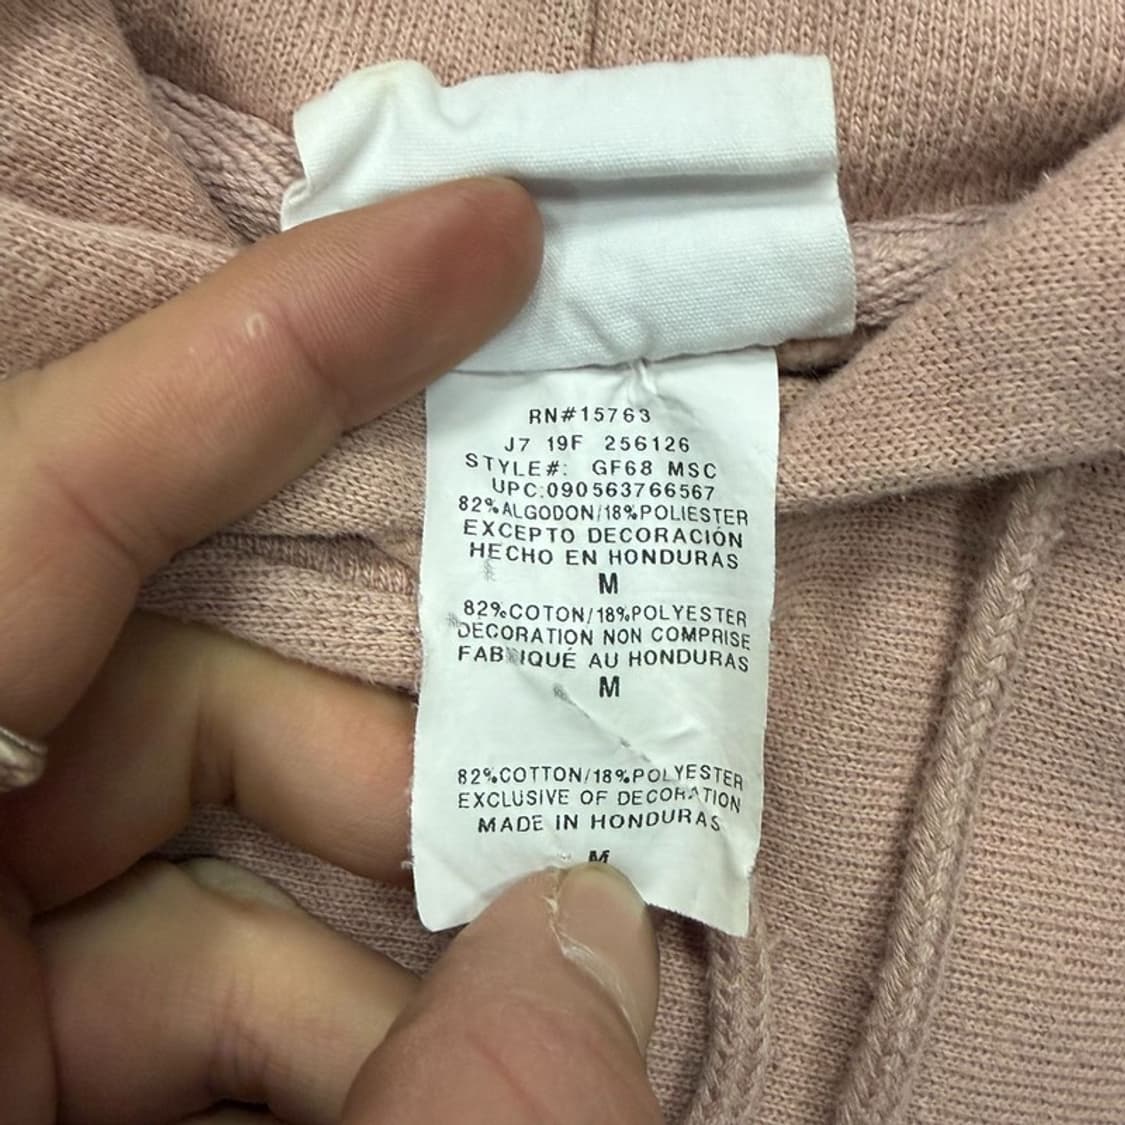 RN#15763
J7 19F 256126
STYLE#: GF68 MSC
UPC:090563766567
82%ALGODON/18%POLIESTER
EXCEPTO DECORACIÓN
HECHO EN HONDURAS
M
82%COTON/18%POLYESTER
DECORATION NON COMPRISE
FABRIQUÉ AU HONDURAS
M
82%COTTON/18%POLYESTER
EXCLUSIVE OF DECORATION
MADE IN HONDURAS
M